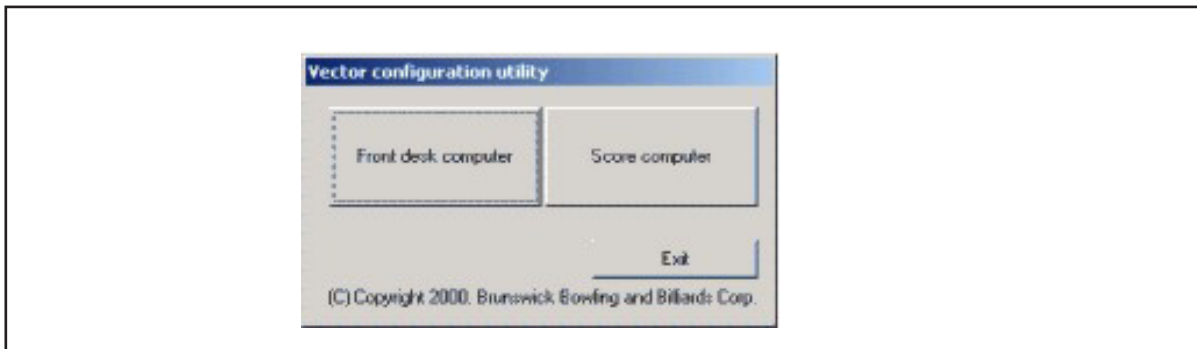 Vector configuration utility
Front desk computer
Score computer
Exit
(C) Copyright 2000. Brunswick Bowling and Billiards Corp.